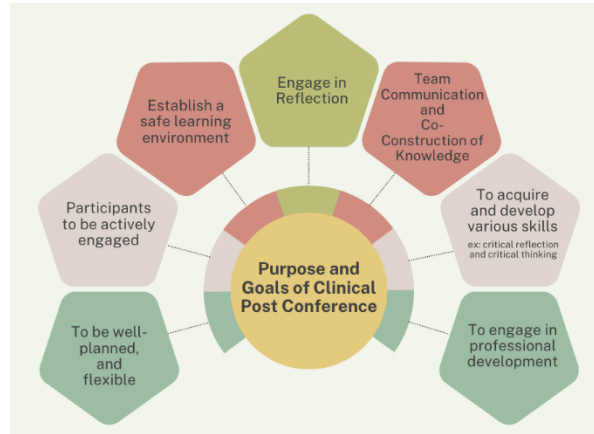 Engage in
Reflection
Establish a
safe learning
environment
Team
Communication
and
Co-
Construction of
Knowledge
Participants
to be actively
engaged
To acquire
and develop
various skills
ex: critical reflection
and critical thinking
Purpose and
Goals of Clinical
Post Conference
To be well-
planned,
and
flexible
To engage in
professional
development